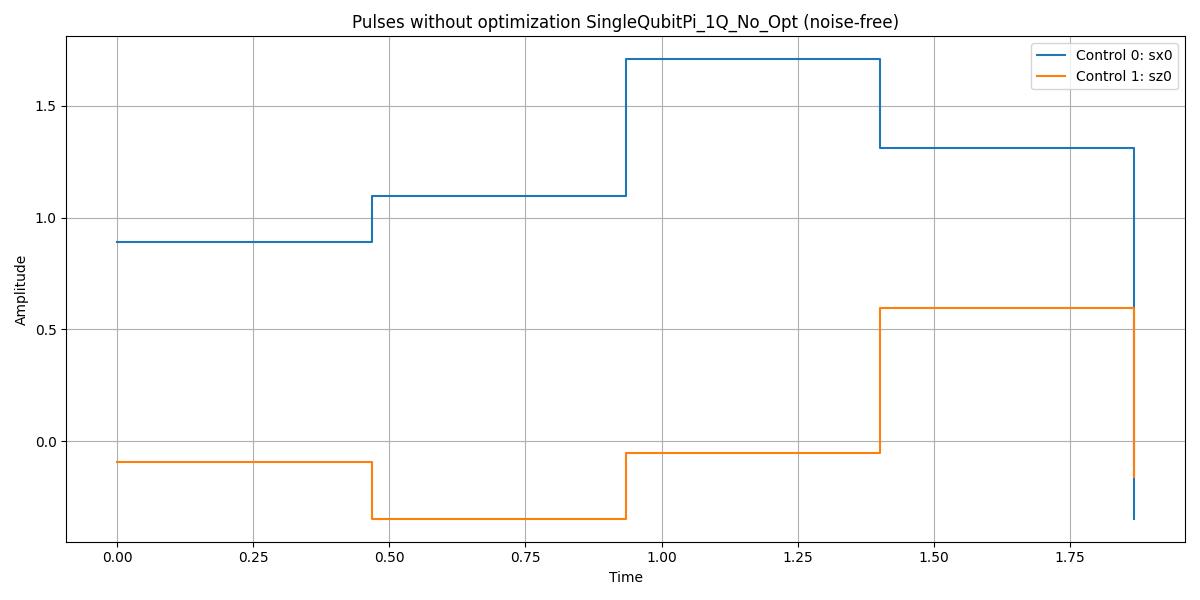 Pulses without optimization SingleQubitPi_1Q_No_Opt (noise-free)
Control 0: sx0
Control 1: sz0
Amplitude
1.5
1.0
0.5
0.0
0.00 0.25 0.50 0.75 1.00 1.25 1.50 1.75
Time